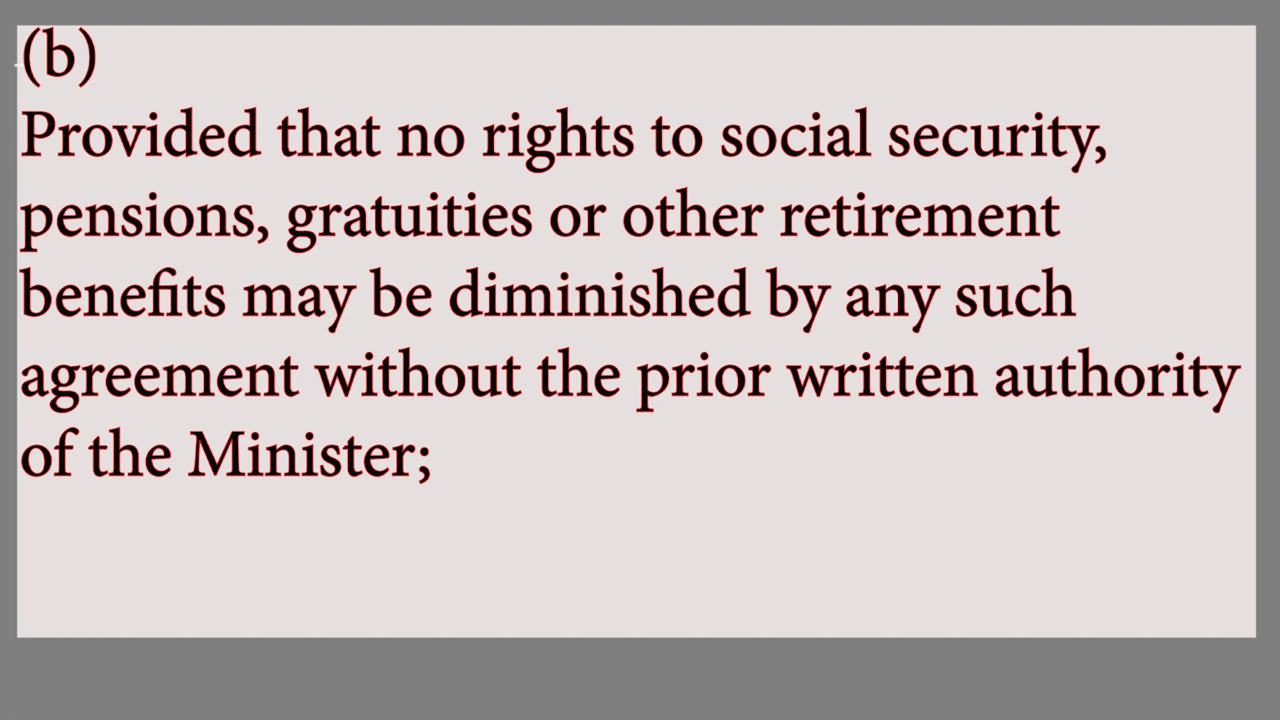 (b)
Provided that no rights to social security,
pensions, gratuities or other retirement
benefits may be diminished by any such
agreement without the prior written authority
of the Minister;